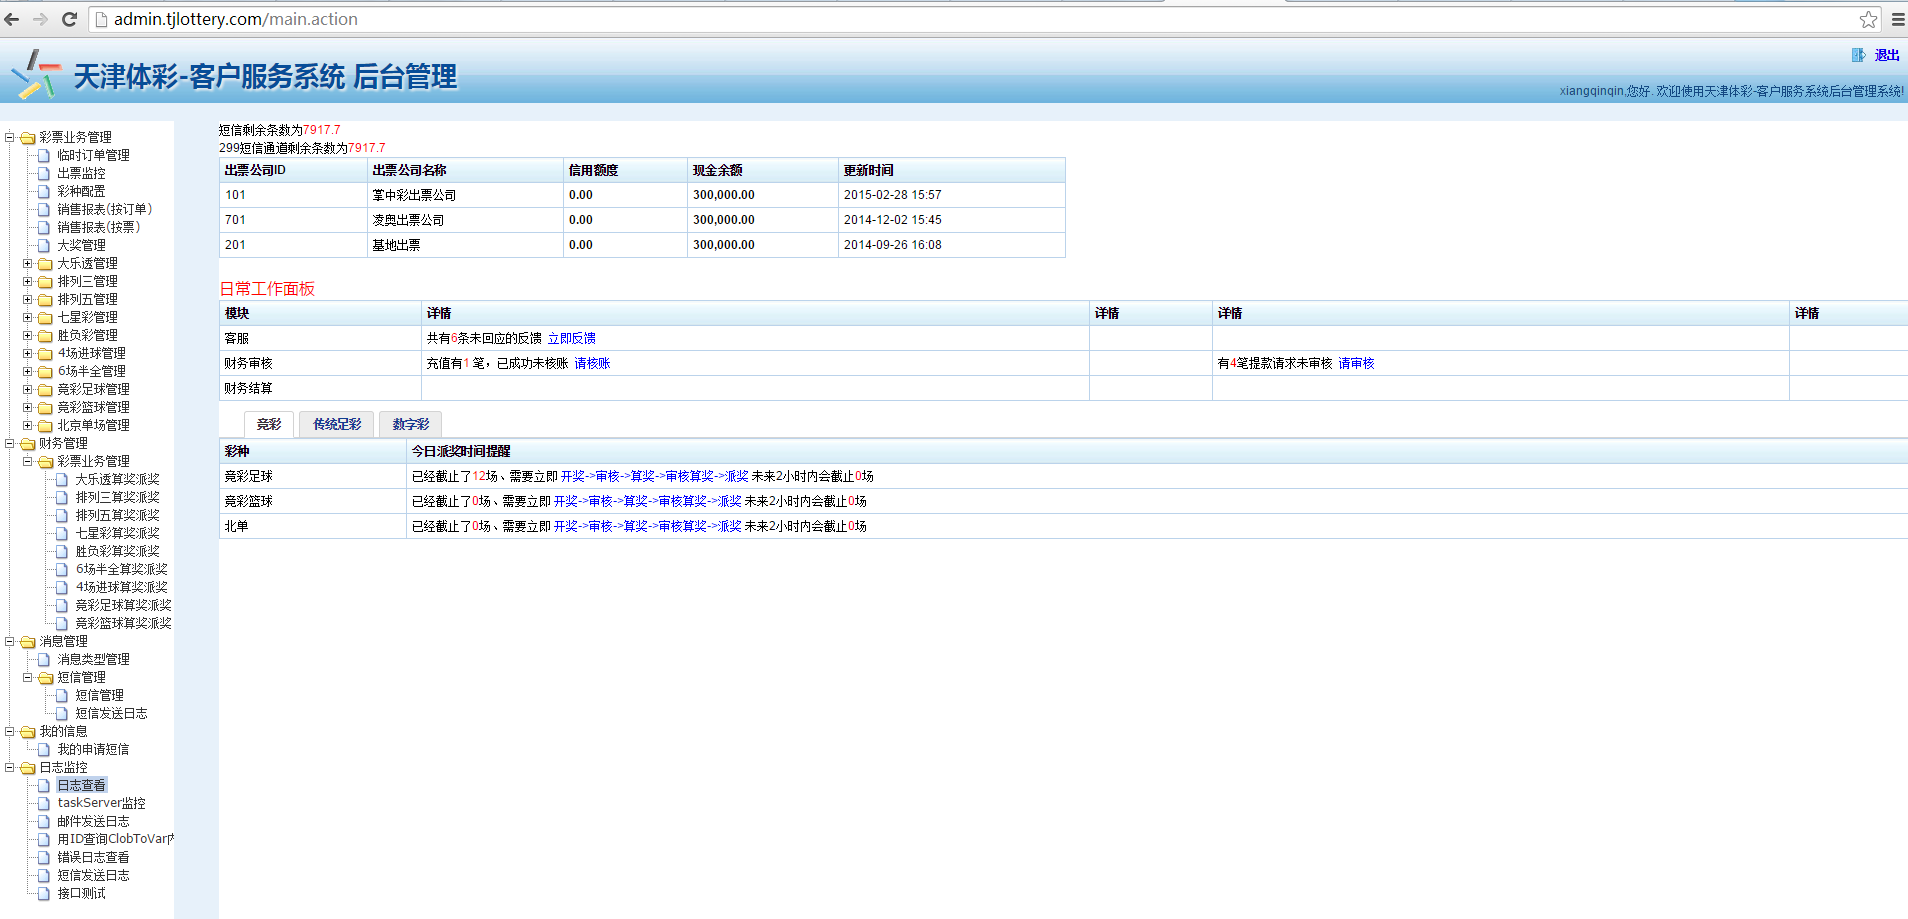 admin.tjlottery.com/main.action
天津体彩-客户服务系统 后台管理
退出
xiangqinqin,您好. 欢迎使用天津体彩-客户服务系统后台管理系统!
彩票业务管理
临时订单管理
出票监控
彩种配置
销售报表(按订单)
销售报表(按票)
大奖管理
大乐透管理
排列三管理
排列五管理
七星彩管理
胜负彩管理
4场进球管理
6场半全管理
竞彩足球管理
竞彩篮球管理
北京单场管理
财务管理
彩票业务管理
大乐透算奖派奖
排列三算奖派奖
排列五算奖派奖
七星彩算奖派奖
胜负彩算奖派奖
6场半全算奖派奖
4场进球算奖派奖
竞彩足球算奖派奖
竞彩篮球算奖派奖
消息管理
消息类型管理
短信管理
短信管理
短信发送日志
我的信息
我的申请短信
日志监控
日志查看
taskServer监控
邮件发送日志
用ID查询ClobToVar
错误日志查看
短信发送日志
接口测试
短信剩余条数为7917.7
299短信通道剩余条数为7917.7
出票公司ID 出票公司名称 信用额度 现金余额 更新时间
101 掌中彩出票公司 0.00 300,000.00 2015-02-28 15:57
701 凌奥出票公司 0.00 300,000.00 2014-12-02 15:45
201 基地出票 0.00 300,000.00 2014-09-26 16:08
日常工作面板
模块 详情 详情 详情 详情
客服 共有6条未回应的反馈 立即反馈
财务审核 充值有1 笔，已成功未核账 请核账 有4笔提款请求未审核 请审核
财务结算
竞彩 传统足彩 数字彩
彩种 今日派奖时间提醒
竞彩足球 已经截止了12场、需要立即 开奖->审核->算奖->审核算奖->派奖 未来2小时内会截止0场
竞彩篮球 已经截止了0场、需要立即 开奖->审核->算奖->审核算奖->派奖 未来2小时内会截止0场
北单 已经截止了0场、需要立即 开奖->审核->算奖->审核算奖->派奖 未来2小时内会截止0场